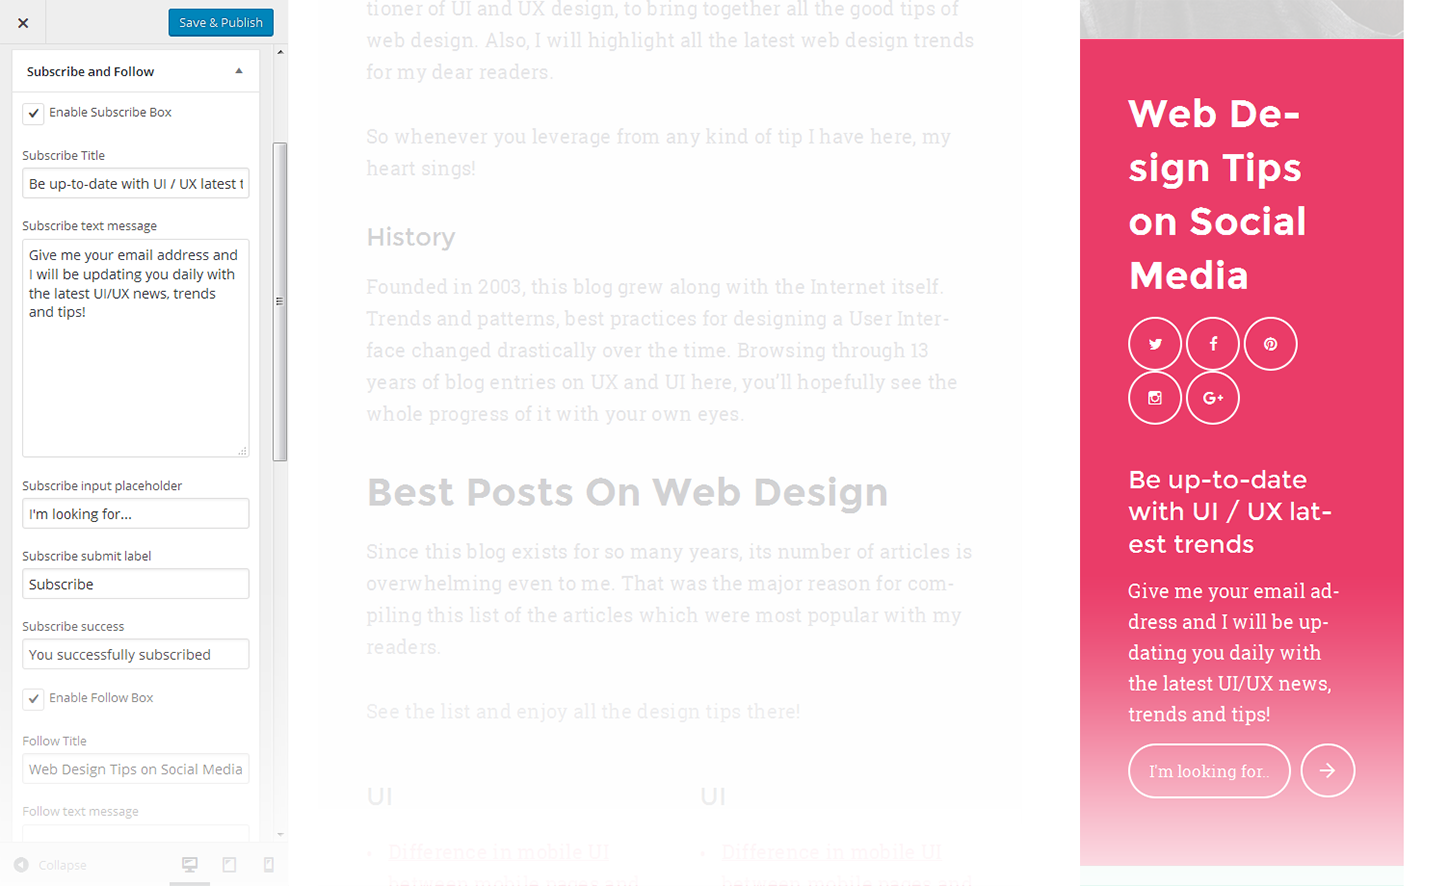 Save & Publish
Subscribe and Follow
Enable Subscribe Box
Subscribe Title
Be up-to-date with UI / UX latest t
Subscribe text message
Give me your email address and
I will be updating you daily with
the latest UI/UX news, trends
and tips!
Subscribe input placeholder
I'm looking for...
Subscribe submit label
Subscribe
Subscribe success
You successfully subscribed
Enable Follow Box
Follow Title
Web Design Tips on Social Media
Follow text message
Collapse
tioner of UI and UX design, to bring together all the good tips of
web design. Also, I will highlight all the latest web design trends
for my dear readers.
So whenever you leverage from any kind of tip I have here, my
heart sings!
History
Founded in 2003, this blog grew along with the Internet itself.
Trends and patterns, best practices for designing a User Inter-
face changed drastically over the time. Browsing through 13
years of blog entries on UX and UI here, you'll hopefully see the
whole progress of it with your own eyes.
Best Posts On Web Design
Since this blog exists for so many years, its number of articles is
overwhelming even to me. That was the major reason for com-
piling this list of the articles which were most popular with my
readers.
See the list and enjoy all the design tips there!
UI
Difference in mobile UI
between mobile pages and
UI
Difference in mobile UI
between mobile pages and
Web De-
sign Tips
on Social
Media
G+
Be up-to-date
with UI / UX lat-
est trends
Give me your email ad-
dress and I will be up-
dating you daily with
the latest UI/UX news,
trends and tips!
I'm looking for..